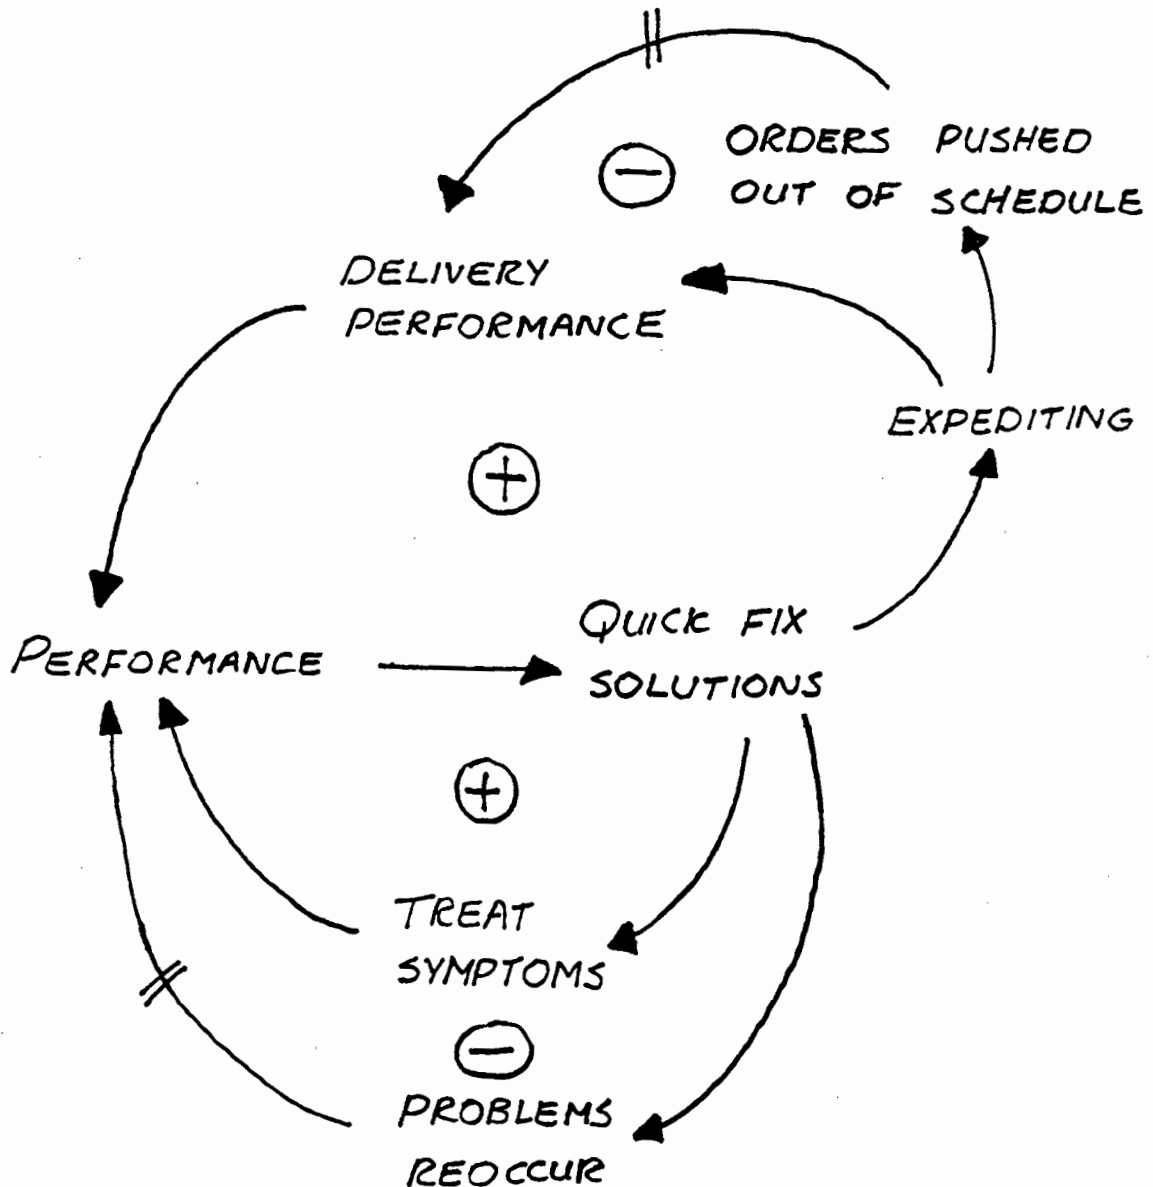 ORDERS PUSHED
OUT OF SCHEDULE
DELIVERY
PERFORMANCE
EXPEDITING
QUICK FIX
SOLUTIONS
PERFORMANCE
TREAT
SYMPTOMS
PROBLEMS
REOCCUR